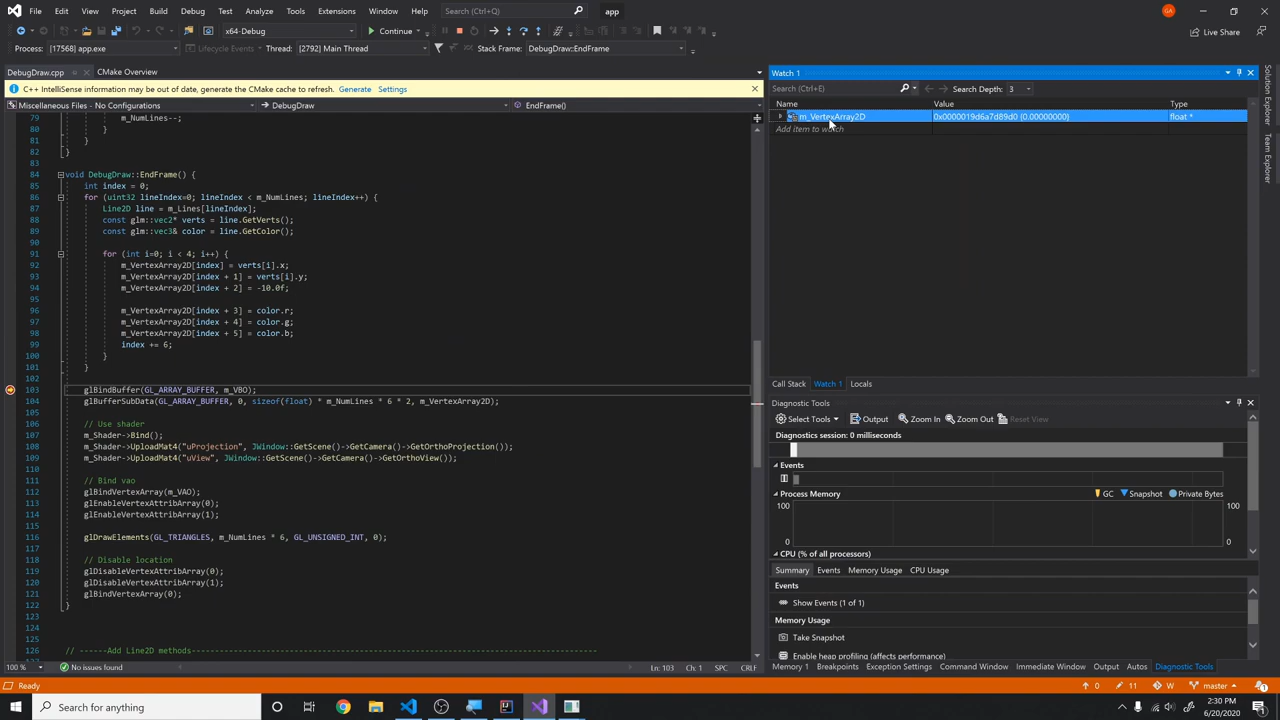 File Edit View Project Build Debug Test Analyze Tools Extensions Window Help Search (Ctrl+E) app GA
x64-Debug Continue Live Share
Process: [17568] app.exe Lifecycle Events Thread: [2792] Main Thread Stack Frame: DebugDraw::EndFrame
DebugDraw.cpp CMake Overview
C++ IntelliSense information may be out of date, generate the CMake cache to refresh. Generate Settings
Miscellaneous Files - No Configurations DebugDraw EndFrame()
79 m_NumLines--;
80 }
81 }
82 }
83
84 void DebugDraw::EndFrame() {
85 int index = 0;
86 for (uint32 lineIndex=0; lineIndex < m_NumLines; lineIndex++) {
87 Line2D line = m_Lines[lineIndex];
88 const glm::vec2* verts = line.GetVerts();
89 const glm::vec3& color = line.GetColor();
90
91 for (int i=0; i < 4; i++) {
92 m_VertexArray2D[index] = verts[i].x;
93 m_VertexArray2D[index + 1] = verts[i].y;
94 m_VertexArray2D[index + 2] = -10.0f;
95
96 m_VertexArray2D[index + 3] = color.r;
97 m_VertexArray2D[index + 4] = color.g;
98 m_VertexArray2D[index + 5] = color.b;
99 index += 6;
100 }
101 }
102
103 glBindBuffer(GL_ARRAY_BUFFER, m_VBO);
104 glBufferSubData(GL_ARRAY_BUFFER, 0, sizeof(float) * m_NumLines * 6 * 2, m_VertexArray2D);
105
106 // Use shader
107 m_Shader->Bind();
108 m_Shader->UploadMat4("uProjection", JWindow::GetScene()->GetCamera()->GetOrthoProjection());
109 m_Shader->UploadMat4("uView", JWindow::GetScene()->GetCamera()->GetOrthoView());
110
111 // Bind vao
112 glBindVertexArray(m_VAO);
113 glEnableVertexAttribArray(0);
114 glEnableVertexAttribArray(1);
115
116 glDrawElements(GL_TRIANGLES, m_NumLines * 6, GL_UNSIGNED_INT, 0);
117
118 // Disable location
119 glDisableVertexAttribArray(0);
120 glDisableVertexAttribArray(1);
121 glBindVertexArray(0);
122 }
123
124
125
126 // ------Add Line2D methods------
100 % No issues found Ln: 103 Ch: 1 SPC CRLF
Watch 1
Search (Ctrl+E) Search Depth: 3
Name Value Type
m_VertexArray2D 0x0000019d6a7d89d0 {0.00000000} float *
Add item to watch
Call Stack Watch 1 Locals
Diagnostic Tools
Select Tools Output Zoom In Zoom Out Reset View
Diagnostics session: 0 milliseconds
Events
Process Memory GC Snapshot Private Bytes
100 100
0 0
CPU (% of all processors)
Summary Events Memory Usage CPU Usage
Events
Show Events (1 of 1)
Memory Usage
Take Snapshot
Enable heap profiling (affects performance)
Memory 1 Breakpoints Exception Settings Command Window Immediate Window Output Autos Diagnostic Tools
Solution Explorer
Team Explorer
Ready 0 11 W master 1
Search for anything 2:30 PM
6/20/2020